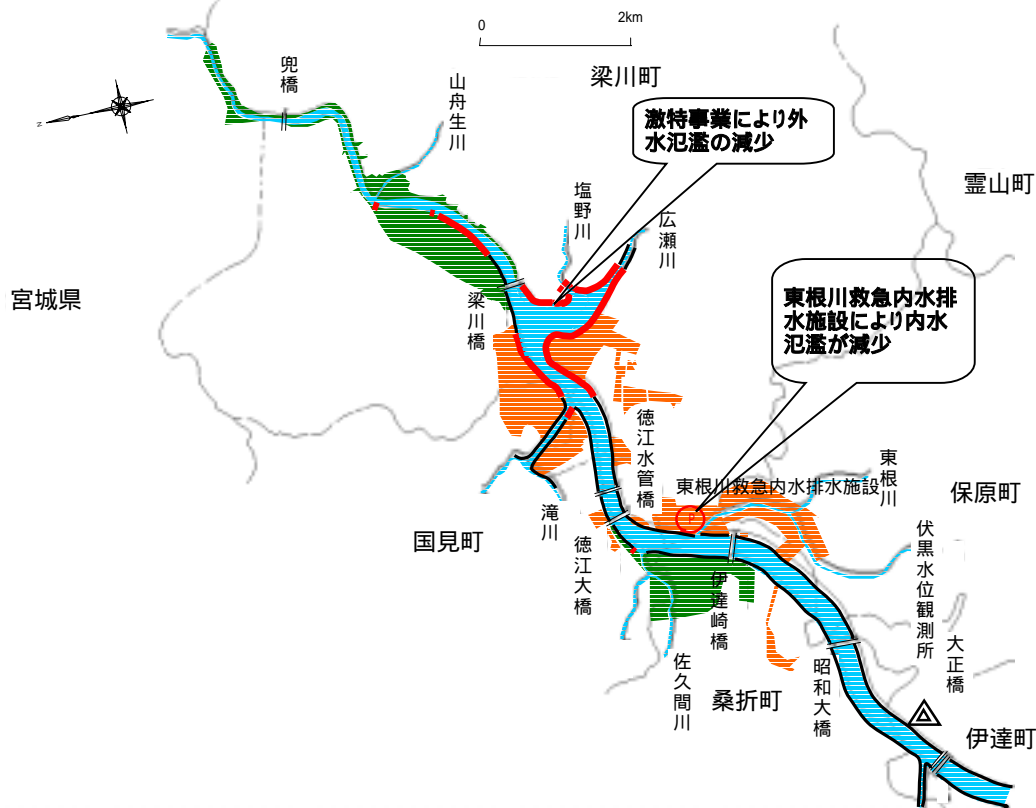 0
2km
兜橋
山舟生川
梁川町
激特事業により外
水氾濫の減少
霊山町
塩野川
広瀬川
宮城県
梁川橋
東根川救急内水排
水施設により内水
氾濫が減少
徳江水管橋
東根川救急内水排水施設
東根川
保原町
P
滝川
国見町
徳江大橋
伊達崎橋
伏黒水位観測所
大正橋
佐久間川
昭和大橋
桑折町
伊達町
N